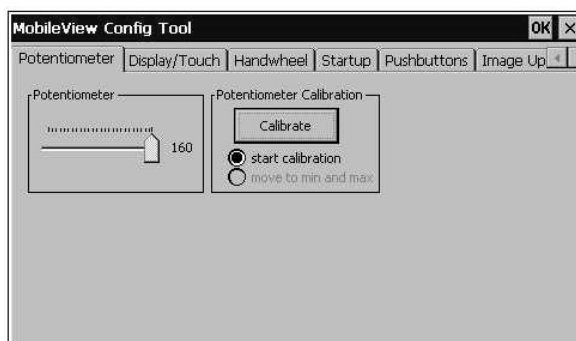 MobileView Config Tool OK ×
Potentiometer Display/Touch Handwheel Startup Pushbuttons Image Up
Potentiometer
160
Potentiometer Calibration
Calibrate
start calibration
move to min and max